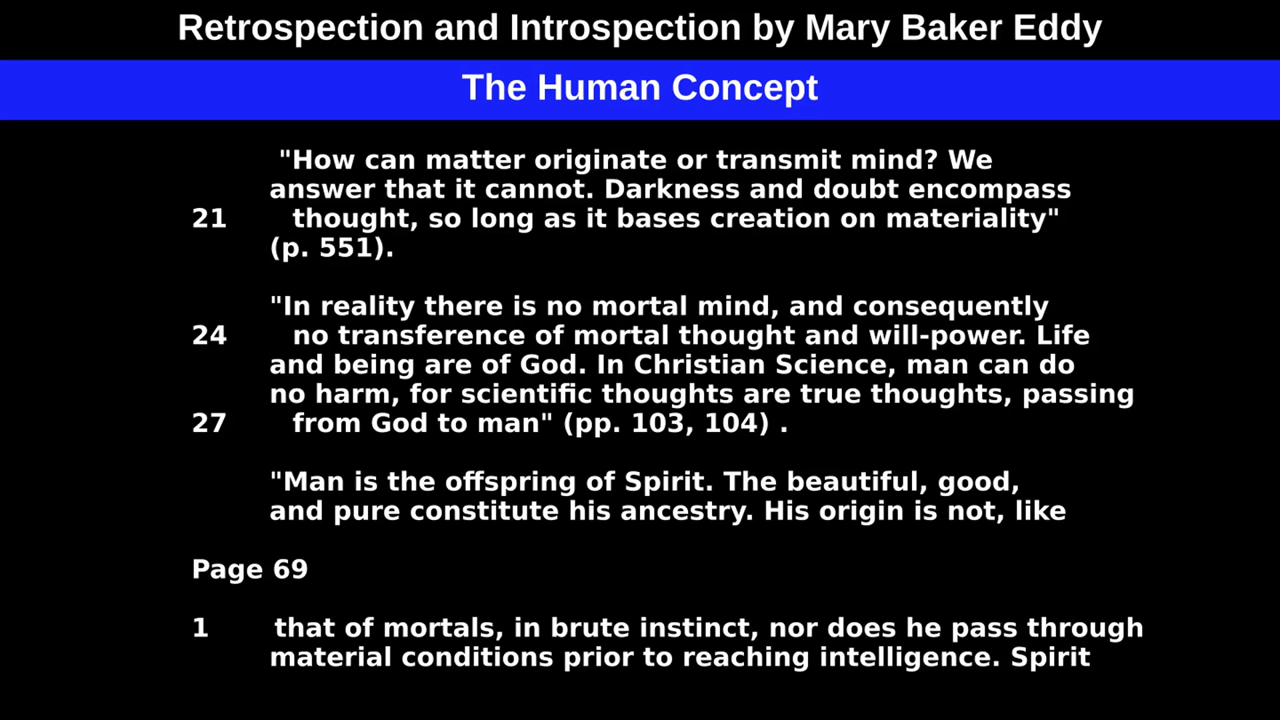 Retrospection and Introspection by Mary Baker Eddy
The Human Concept
"How can matter originate or transmit mind? We
answer that it cannot. Darkness and doubt encompass
21 thought, so long as it bases creation on materiality"
(p. 551).
"In reality there is no mortal mind, and consequently
24 no transference of mortal thought and will-power. Life
and being are of God. In Christian Science, man can do
no harm, for scientific thoughts are true thoughts, passing
27 from God to man" (pp. 103, 104) .
"Man is the offspring of Spirit. The beautiful, good,
and pure constitute his ancestry. His origin is not, like
Page 69
1 that of mortals, in brute instinct, nor does he pass through
material conditions prior to reaching intelligence. Spirit